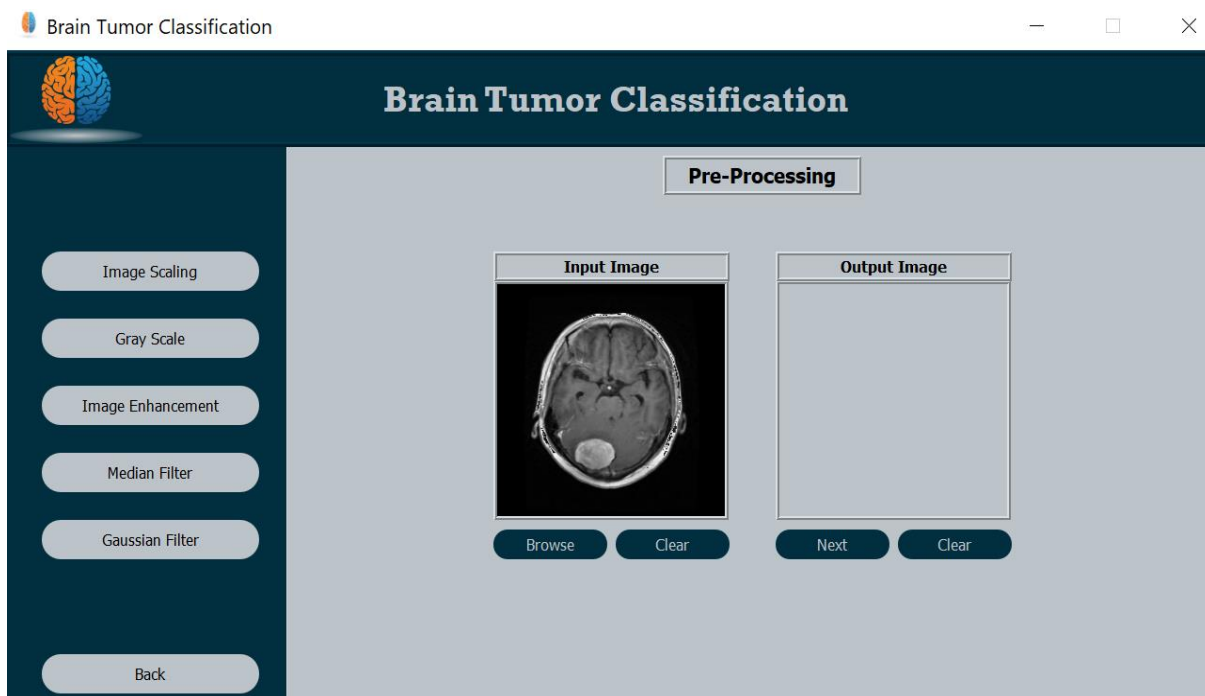 Brain Tumor Classification
Brain Tumor Classification
Pre-Processing
Image Scaling
Gray Scale
Image Enhancement
Median Filter
Gaussian Filter
Back
Input Image
Output Image
Browse
Clear
Next
Clear